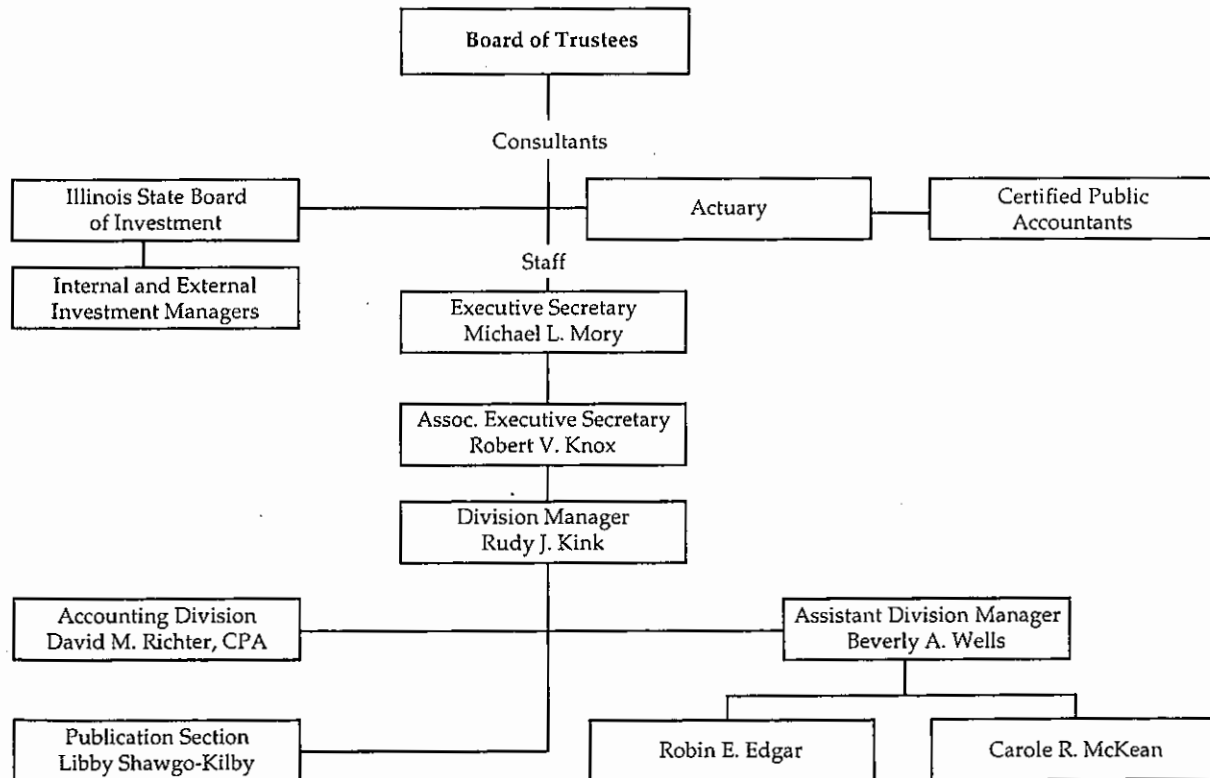 Board of Trustees
Consultants
Illinois State Board
of Investment
Actuary
Certified Public
Accountants
Internal and External
Investment Managers
Staff
Executive Secretary
Michael L. Mory
Assoc. Executive Secretary
Robert V. Knox
Division Manager
Rudy J. Kink
Accounting Division
David M. Richter, CPA
Assistant Division Manager
Beverly A. Wells
Publication Section
Libby Shawgo-Kilby
Robin E. Edgar
Carole R. McKean